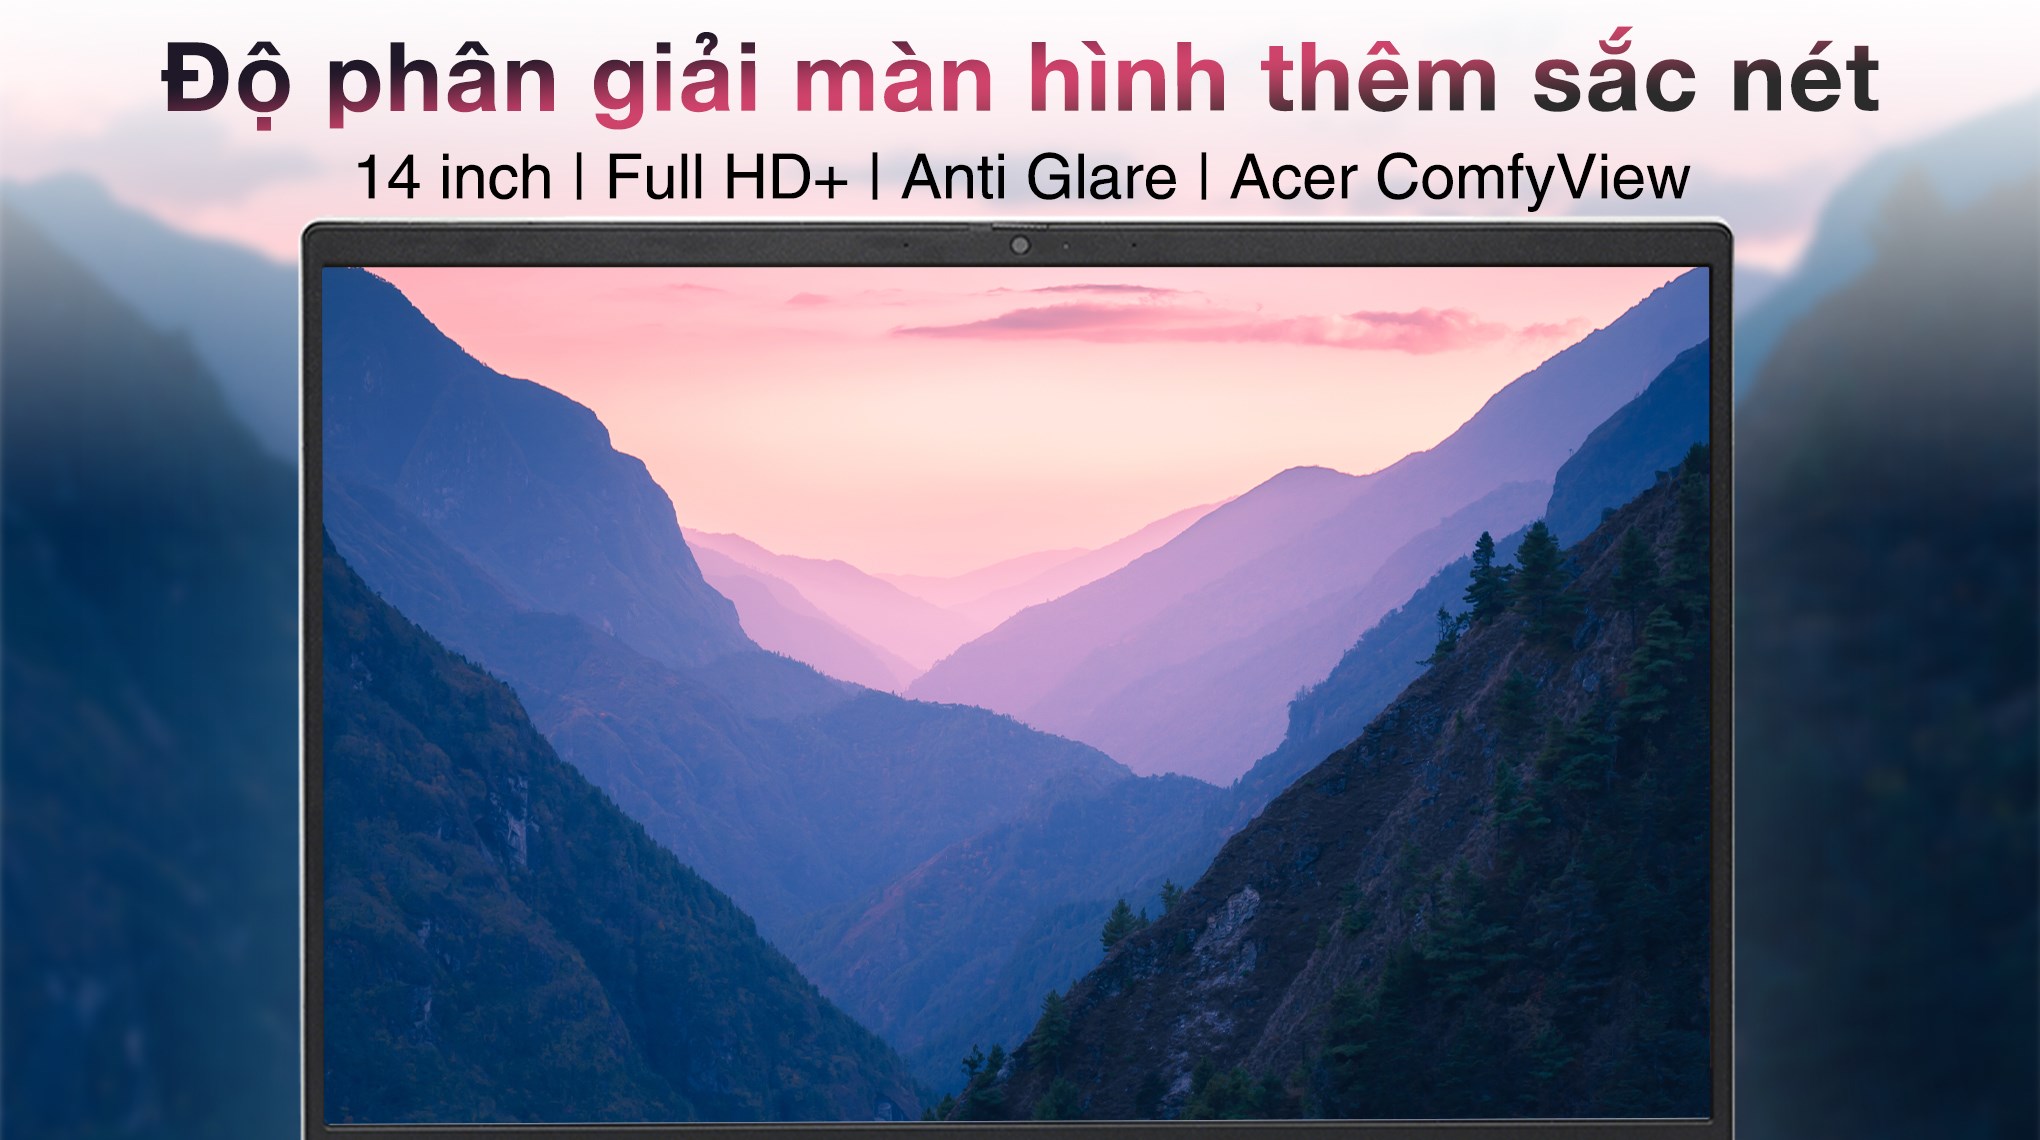 Độ phân giải màn hình thêm sắc nét
14 inch | Full HD+ | Anti Glare | Acer ComfyView